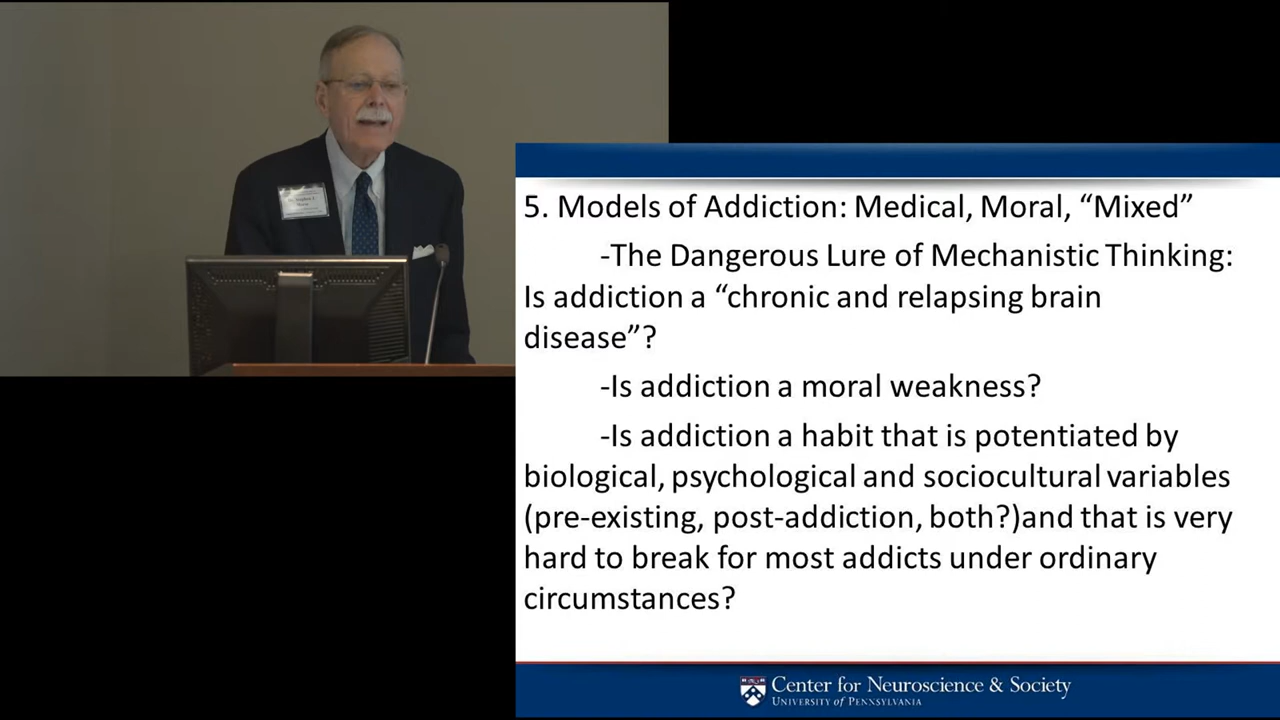 5. Models of Addiction: Medical, Moral, “Mixed”
-The Dangerous Lure of Mechanistic Thinking:
Is addiction a “chronic and relapsing brain
disease”?
-Is addiction a moral weakness?
-Is addiction a habit that is potentiated by
biological, psychological and sociocultural variables
(pre-existing, post-addiction, both?)and that is very
hard to break for most addicts under ordinary
circumstances?
Center for Neuroscience & Society
UNIVERSITY of PENNSYLVANIA